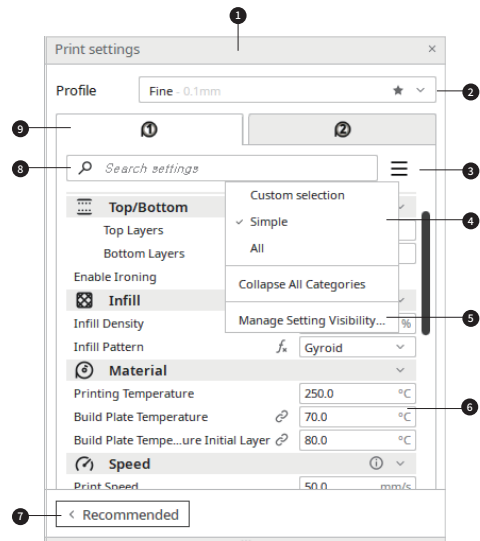 1
Print settings ×
Profile Fine - 0.1mm 2
9 1 2
8 Search settings 3
Custom selection
Top/Bottom
Simple 4
Top Layers
All
Bottom Layers
Enable Ironing
Collapse All Categories
Infill
Manage Setting Visibility... 5
Infill Density %
Infill Pattern fx Gyroid
Material
Printing Temperature 250.0 °C
Build Plate Temperature 70.0 °C 6
Build Plate Tempe...ure Initial Layer 80.0 °C
Speed
Print Speed 50.0 mm/s
7 < Recommended